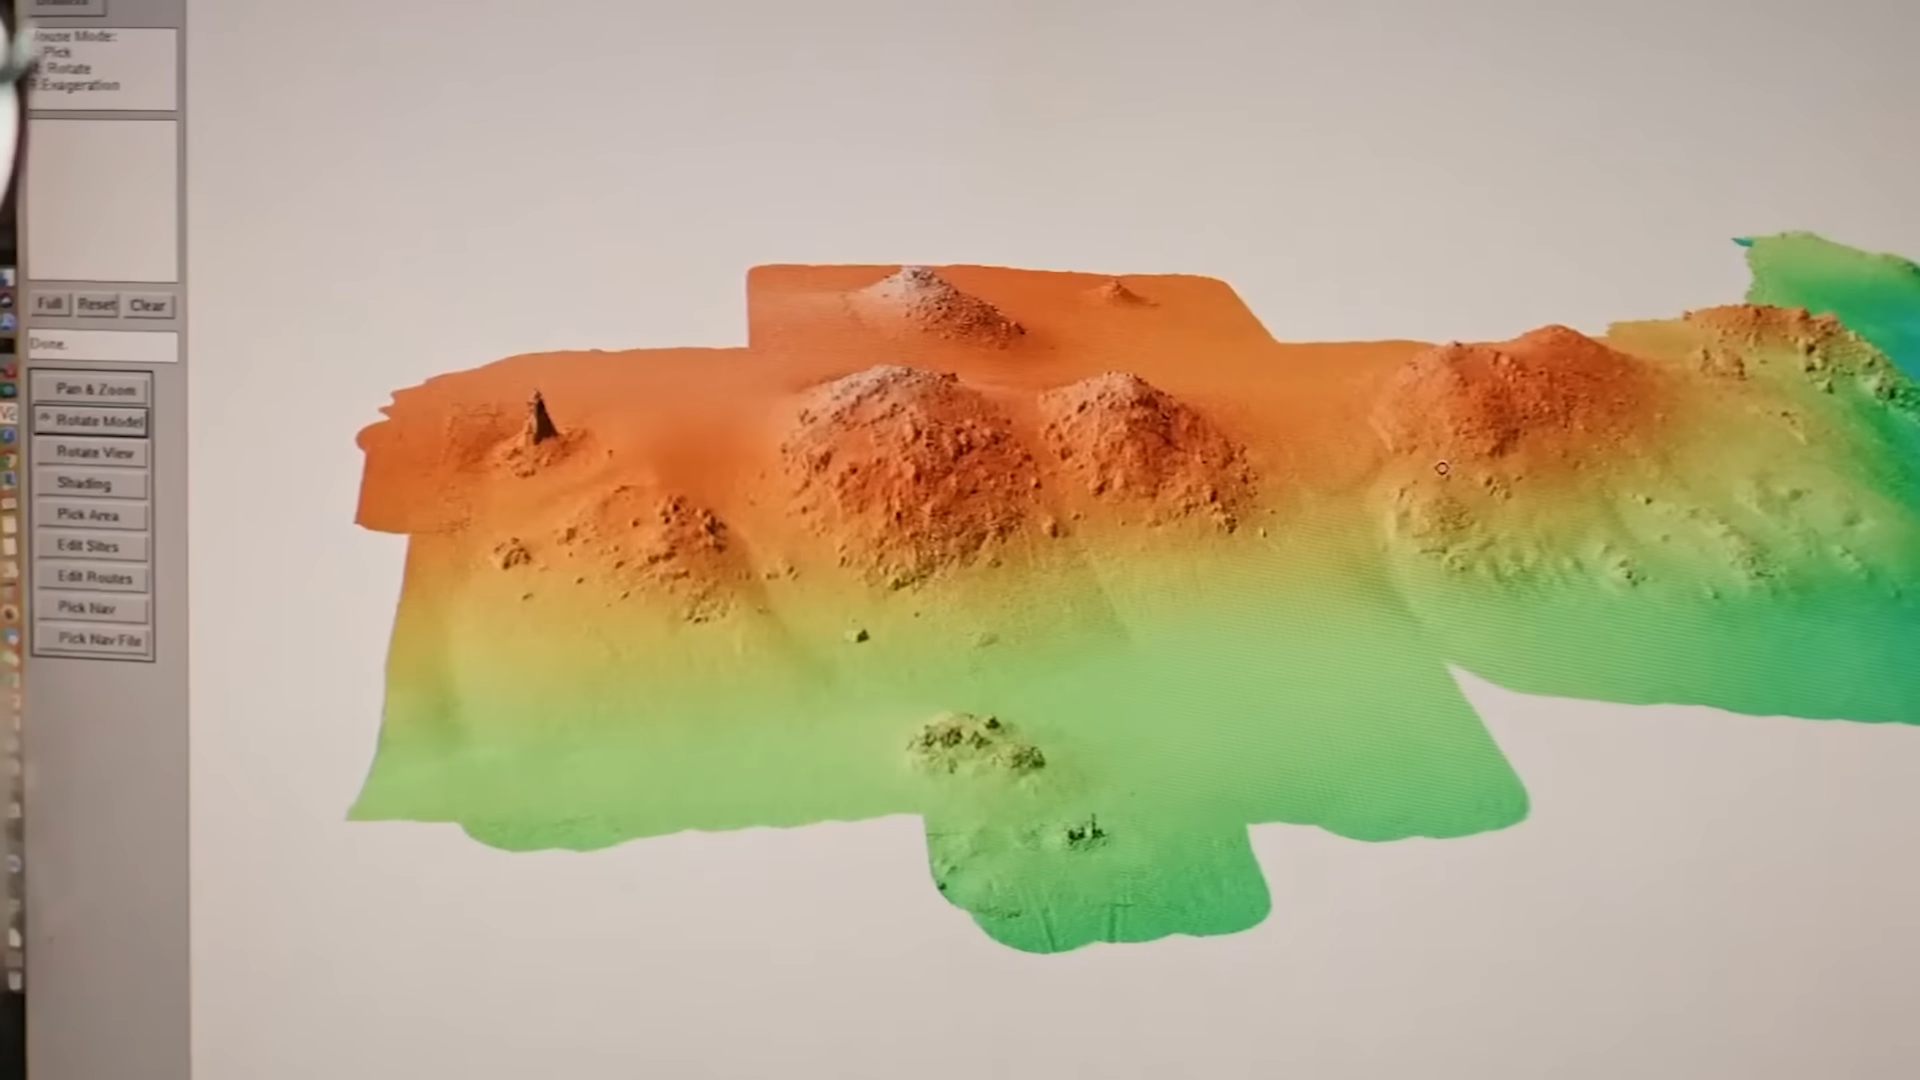 Dismiss
Mouse Mode:
Pick
Rotate
Exageration
Full Reset Clear
Done.
Pan & Zoom
Rotate Model
Rotate View
Shading
Pick Area
Edit Sites
Edit Routes
Pick Nav
Pick Nav File